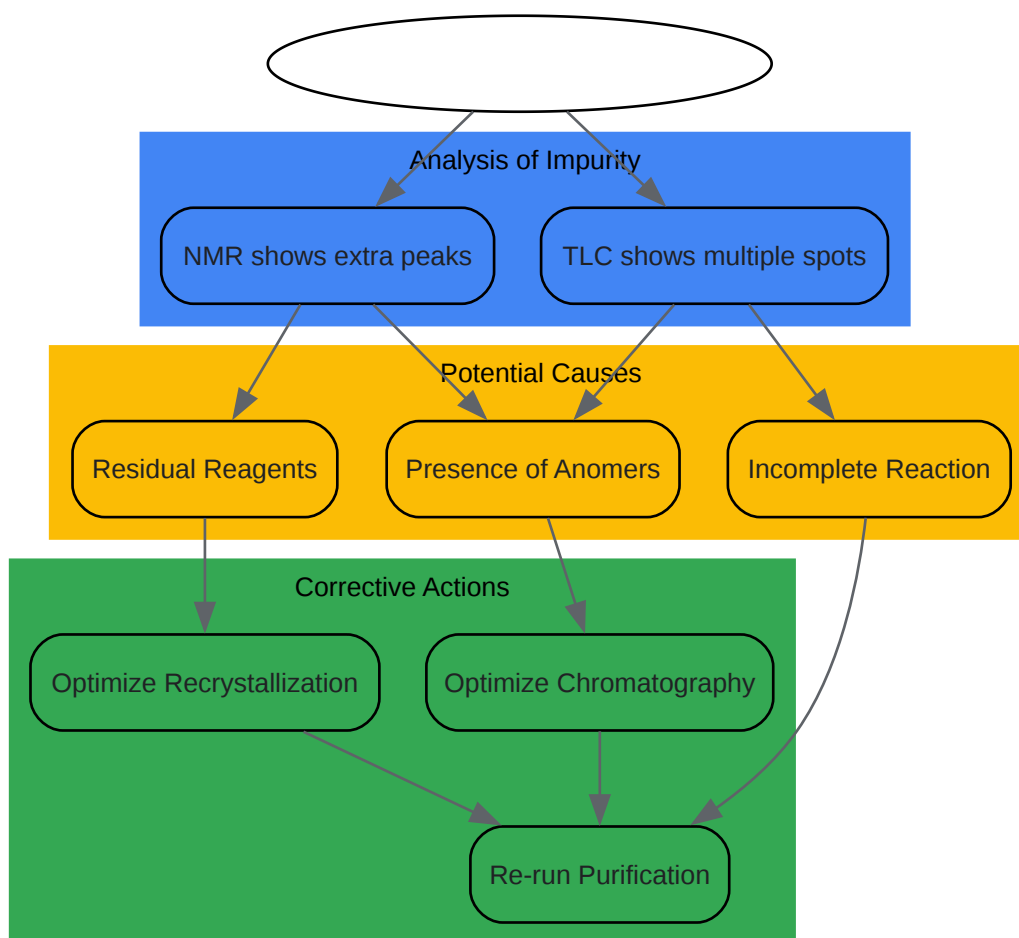 Analysis of Impurity
NMR shows extra peaks
TLC shows multiple spots
Potential Causes
Residual Reagents
Presence of Anomers
Incomplete Reaction
Corrective Actions
Optimize Recrystallization
Optimize Chromatography
Re-run Purification